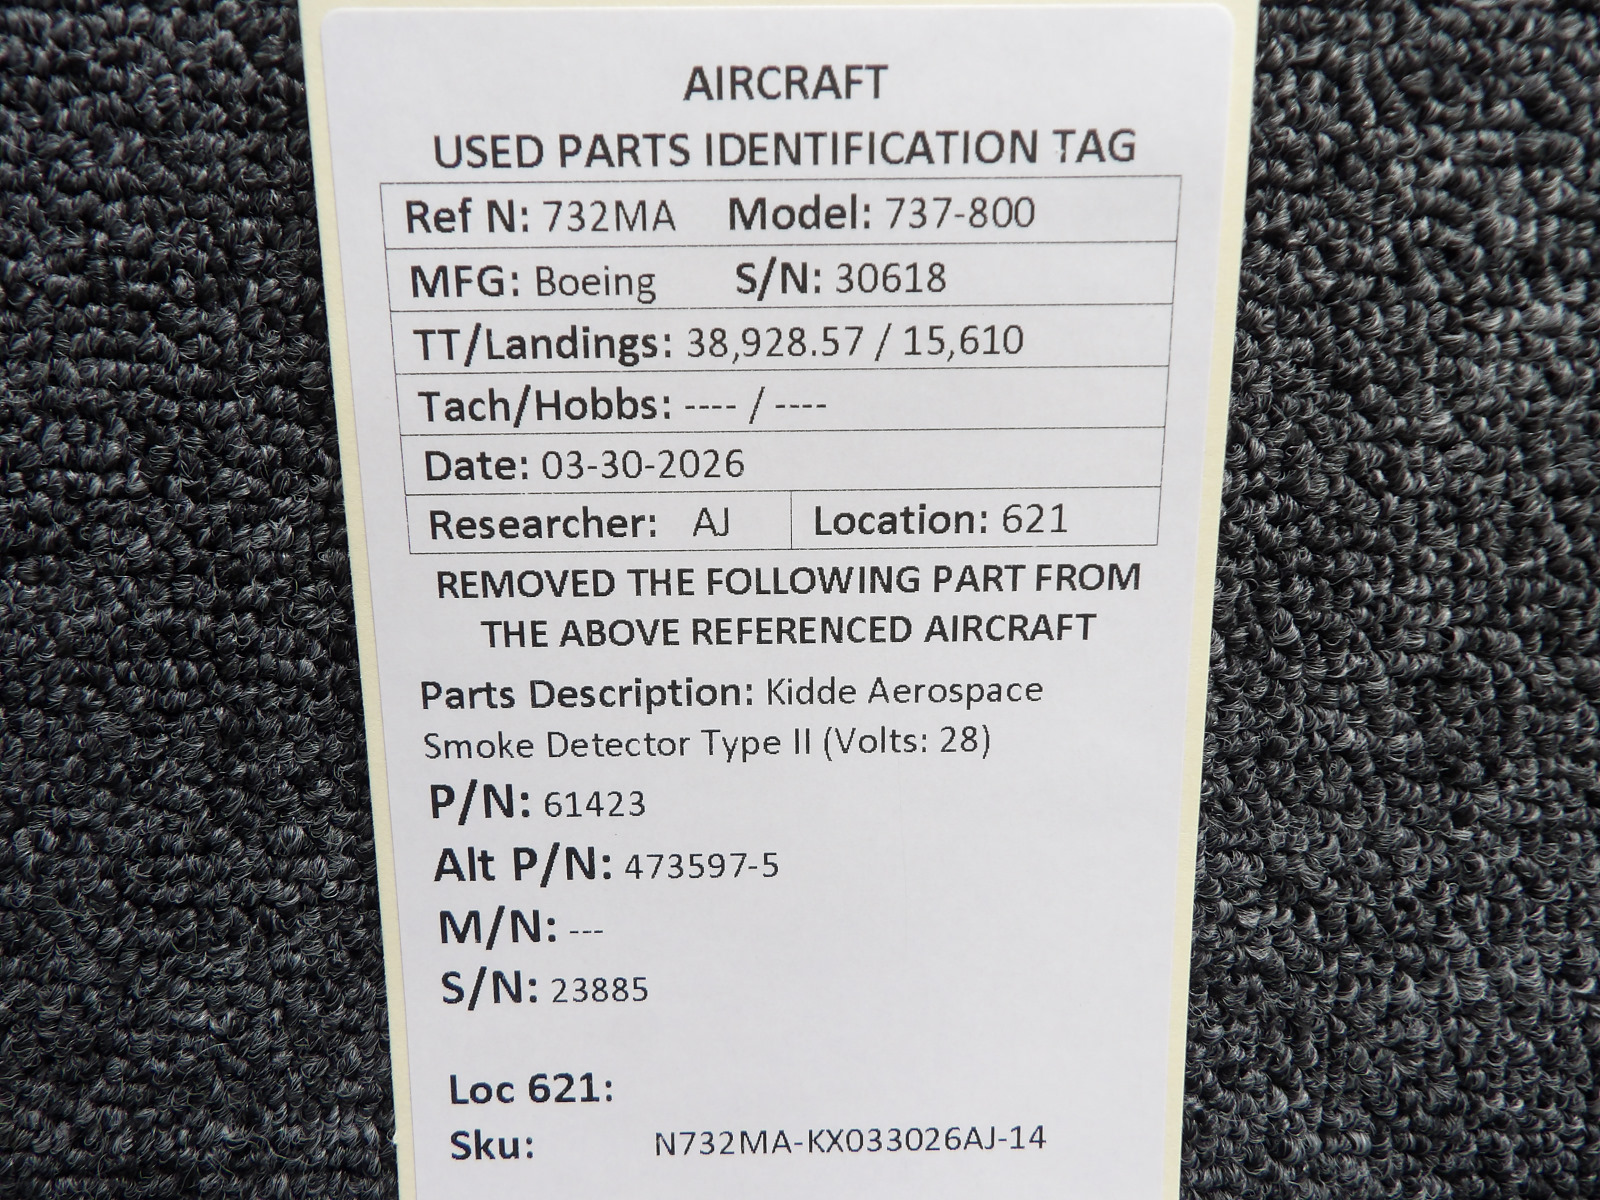 AIRCRAFT
USED PARTS IDENTIFICATION TAG
Ref N: 732MA Model: 737-800
MFG: Boeing S/N: 30618
TT/Landings: 38,928.57 / 15,610
Tach/Hobbs: ---- / ----
Date: 03-30-2026
Researcher: AJ Location: 621
REMOVED THE FOLLOWING PART FROM
THE ABOVE REFERENCED AIRCRAFT
Parts Description: Kidde Aerospace
Smoke Detector Type II (Volts: 28)
P/N: 61423
Alt P/N: 473597-5
M/N: ---
S/N: 23885
Loc 621:
Sku: N732MA-KX033026AJ-14